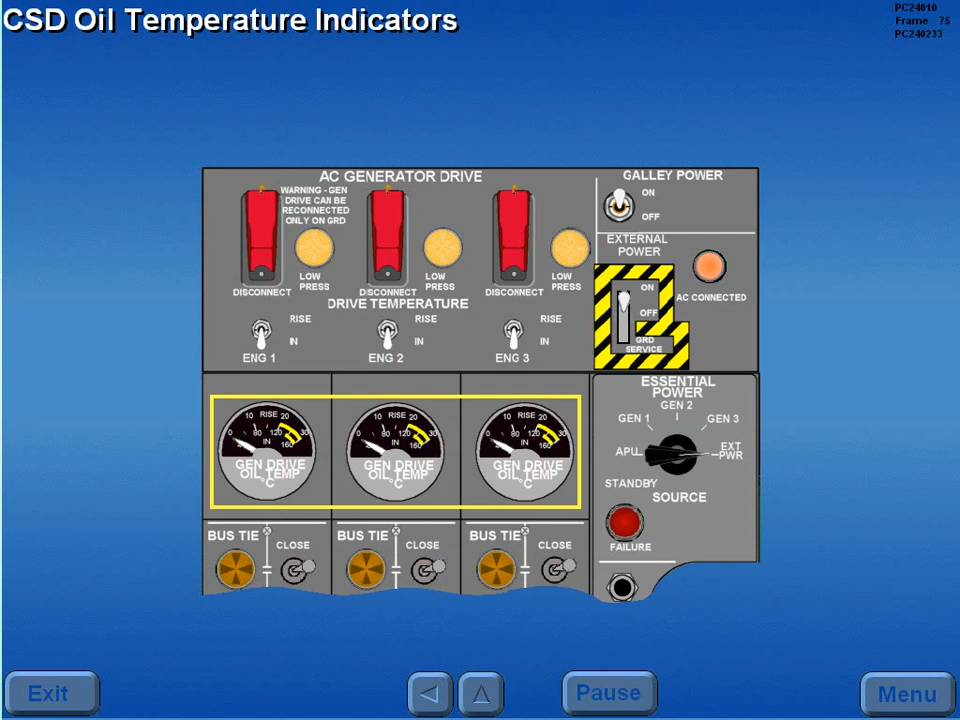 CSD Oil Temperature Indicators
PC24010
Frame 75
PC240233
AC GENERATOR DRIVE
WARNING - GEN
DRIVE CAN BE
RECONNECTED
ONLY ON GRD
LOW
PRESS
LOW
PRESS
LOW
PRESS
DISCONNECT
DISCONNECT
DISCONNECT
DRIVE TEMPERATURE
RISE
IN
ENG 1
RISE
IN
ENG 2
RISE
IN
ENG 3
GALLEY POWER
ON
OFF
EXTERNAL
POWER
ON
OFF
GRD
SERVICE
AC CONNECTED
10 RISE 20
0 80 120 30
IN 160
GEN DRIVE
OIL TEMP
°C
10 RISE 20
0 80 120 30
IN 160
GEN DRIVE
OIL TEMP
°C
10 RISE 20
0 80 120 30
IN 160
GEN DRIVE
OIL TEMP
°C
ESSENTIAL
POWER
GEN 2
GEN 1
GEN 3
APU
EXT
PWR
STANDBY
SOURCE
FAILURE
BUS TIE
CLOSE
BUS TIE
CLOSE
BUS TIE
CLOSE
Exit
Pause
Menu